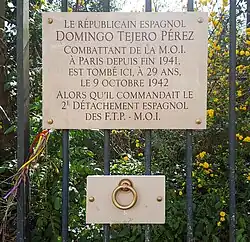 LE RÉPUBLICAIN ESPAGNOL
DOMINGO TEJERO PÉREZ
COMBATTANT DE LA M.O.I.
À PARIS DEPUIS FIN 1941,
EST TOMBÉ ICI, À 29 ANS,
LE 9 OCTOBRE 1942
ALORS QU'IL COMMANDAIT LE
2E DÉTACHEMENT ESPAGNOL
DES F.T.P. - M.O.I.